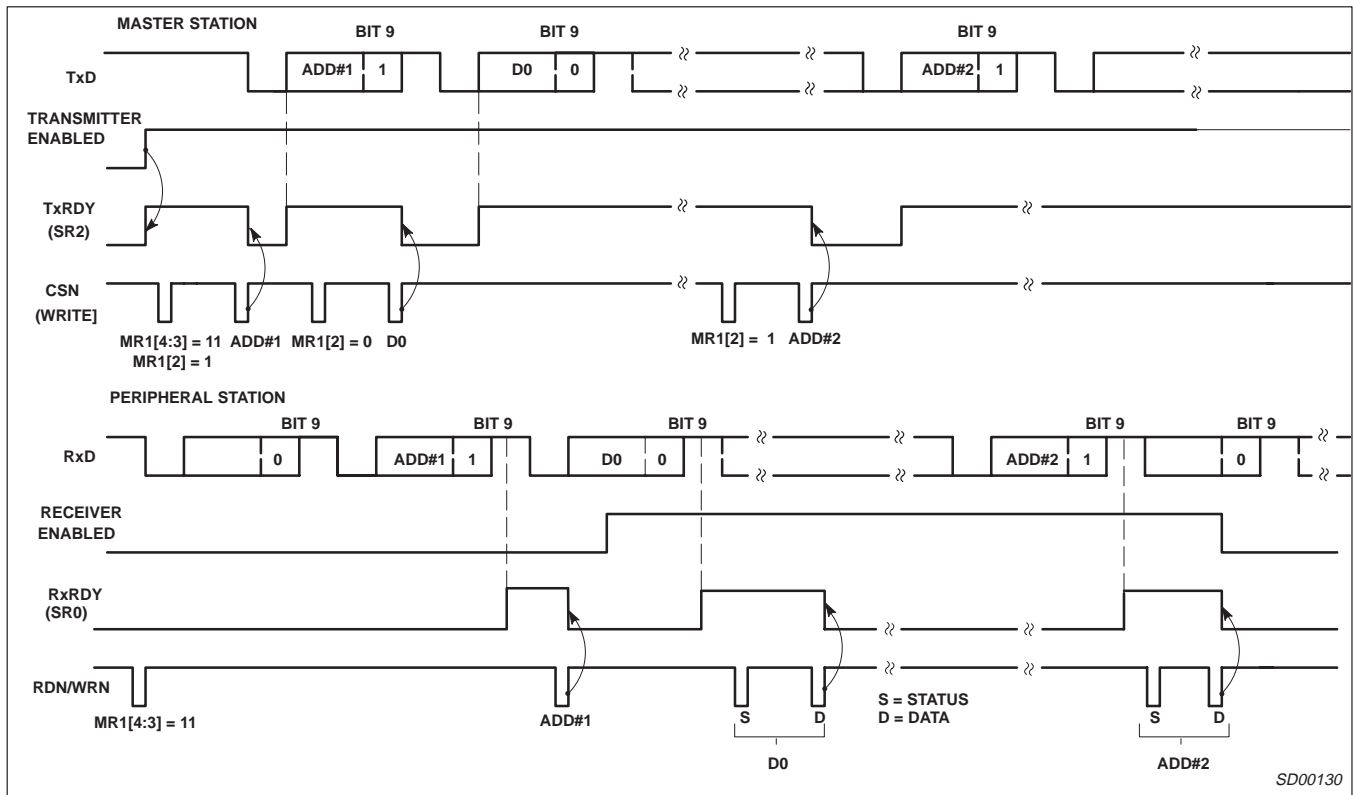 MASTER STATION
BIT 9 BIT 9 BIT 9
TxD ADD#1 1 D0 0 ADD#2 1
TRANSMITTER
ENABLED
TxRDY
(SR2)
CSN
(WRITE]
MR1[4:3] = 11 ADD#1 MR1[2] = 0 D0 MR1[2] = 1 ADD#2
MR1[2] = 1
PERIPHERAL STATION
BIT 9 BIT 9 BIT 9 BIT 9 BIT 9
RxD 0 ADD#1 1 D0 0 ADD#2 1 0
RECEIVER
ENABLED
RxRDY
(SR0)
RDN/WRN
MR1[4:3] = 11 ADD#1 S D S = STATUS S D
D = DATA
D0 ADD#2
SD00130